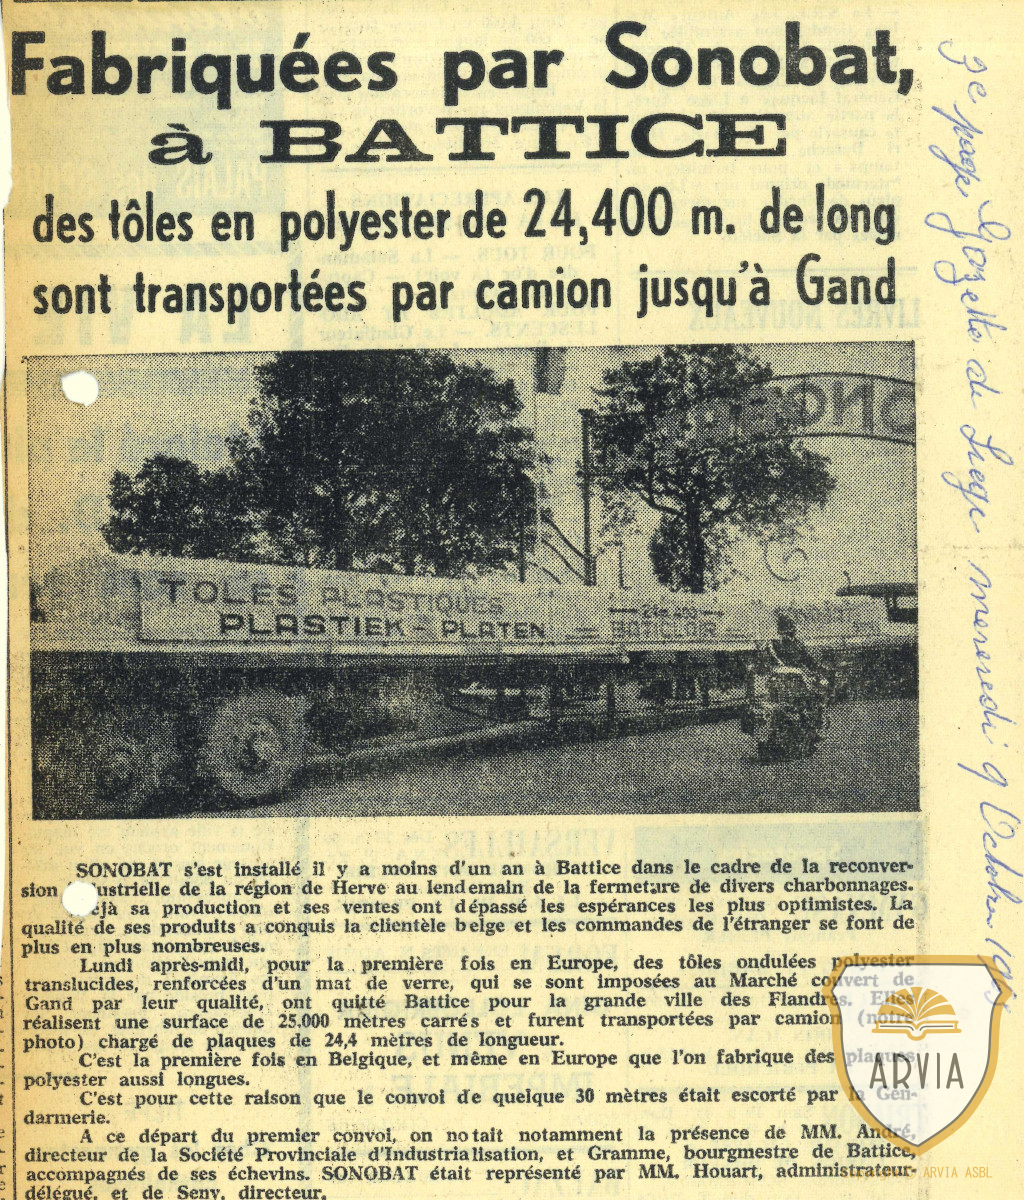 Fabriquées par Sonobat,
à BATTICE
des tôles en polyester de 24,400 m. de long
sont transportées par camion jusqu'à Gand
TOLES PLASTIQUES
PLASTIEK - PLATEN
24m.400
SONOBAT s'est installé il y a moins d'un an à Battice dans le cadre de la reconver-
sion ustrielle de la région de Herve au lendemain de la fermeture de divers charbonnages.
éjà sa production et ses ventes ont dépassé les espérances les plus optimistes. La
qualité de ses produits a conquis la clientèle belge et les commandes de l'étranger se font de
plus en plus nombreuses.
Lundi après-midi, pour la première fois en Europe, des tôles ondulées polyester
translucides, renforcées d'un mat de verre, qui se sont imposées au Marché couvert de
Gand par leur qualité, ont quitté Battice pour la grande ville des Flandres. Elles
réalisent une surface de 25.000 mètres carrés et furent transportées par camion (notre
photo) chargé de plaques de 24,4 mètres de longueur.
C'est la première fois en Belgique, et même en Europe que l'on fabrique des plaques
polyester aussi longues.
C'est pour cette raison que le convoi de quelque 30 mètres était escorté par la Gen-
darmerie.
A ce départ du premier convoi, on notait notamment la présence de MM. André,
directeur de la Société Provinciale d'Industrialisation, et Gramme, bourgmestre de Battice,
accompagnés de ses échevins. SONOBAT était représenté par MM. Houart, administrateur-
délégué, et de Seny, directeur.
3e page Gazette de Liège mercredi 9 Octobre
ARVIA
ARVIA ASBL